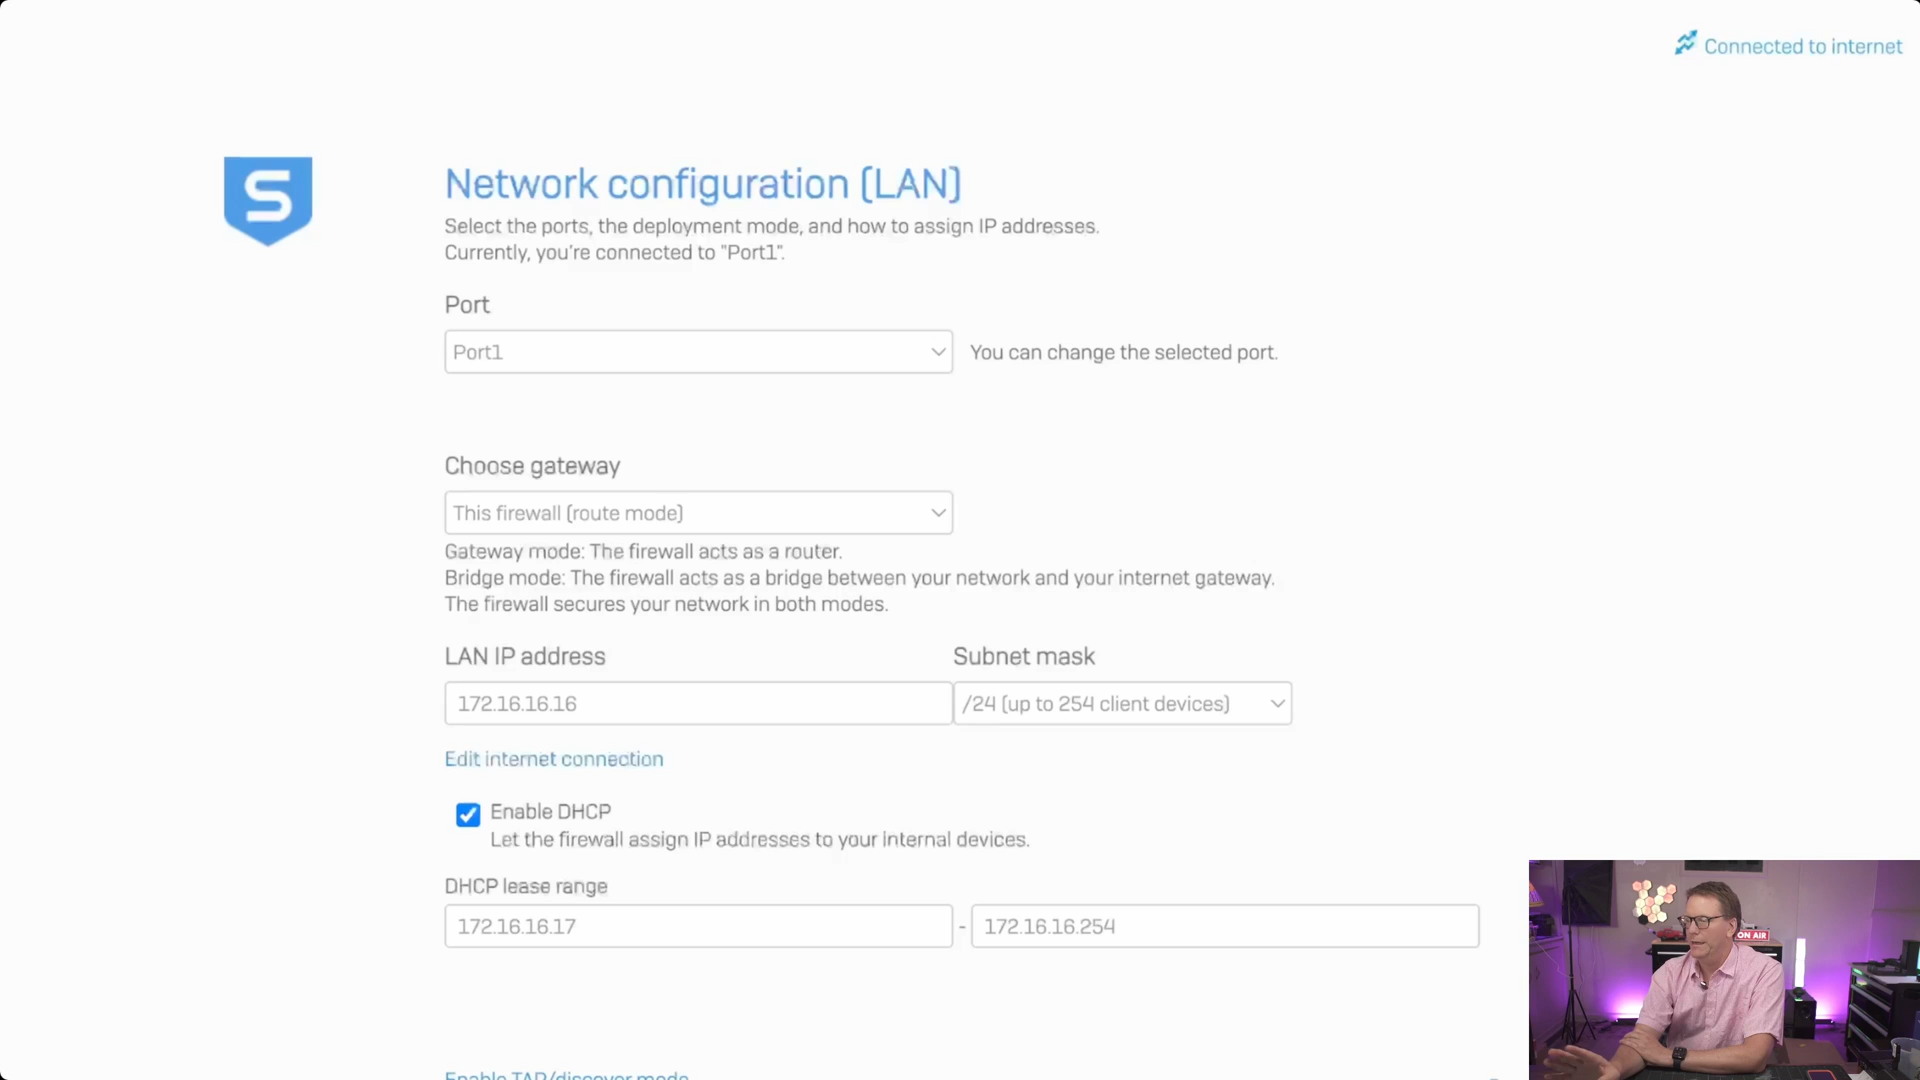 Connected to internet
S
Network configuration (LAN)
Select the ports, the deployment mode, and how to assign IP addresses.
Currently, you're connected to "Port1".
Port
Port1
You can change the selected port.
Choose gateway
This firewall (route mode)
Gateway mode: The firewall acts as a router.
Bridge mode: The firewall acts as a bridge between your network and your internet gateway.
The firewall secures your network in both modes.
LAN IP address
Subnet mask
172.16.16.16
/24 (up to 254 client devices)
Edit internet connection
Enable DHCP
Let the firewall assign IP addresses to your internal devices.
DHCP lease range
172.16.16.17 - 172.16.16.254
ON AIR
Enable TAP/discover mode